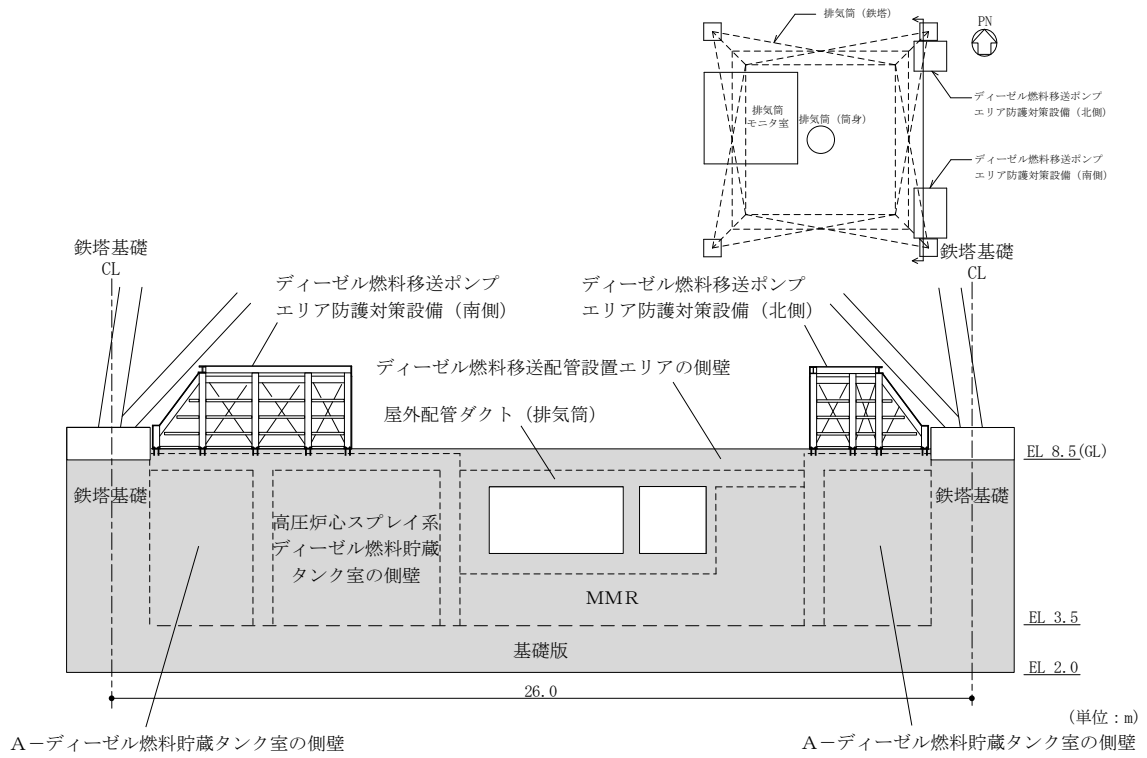 排気筒（鉄塔）
PN
ディーゼル燃料移送ポンプ
エリア防護対策設備（北側）
排気筒
モニタ室
排気筒（筒身）
ディーゼル燃料移送ポンプ
エリア防護対策設備（南側）
鉄塔基礎
CL
ディーゼル燃料移送ポンプ
エリア防護対策設備（南側）
ディーゼル燃料移送ポンプ
エリア防護対策設備（北側）
鉄塔基礎
CL
ディーゼル燃料移送配管設置エリアの側壁
屋外配管ダクト（排気筒）
EL 8.5(GL)
鉄塔基礎
高圧炉心スプレイ系
ディーゼル燃料貯蔵
タンク室の側壁
鉄塔基礎
MMR
EL 3.5
基礎版
EL 2.0
26.0
(単位：m)
A－ディーゼル燃料貯蔵タンク室の側壁
A－ディーゼル燃料貯蔵タンク室の側壁